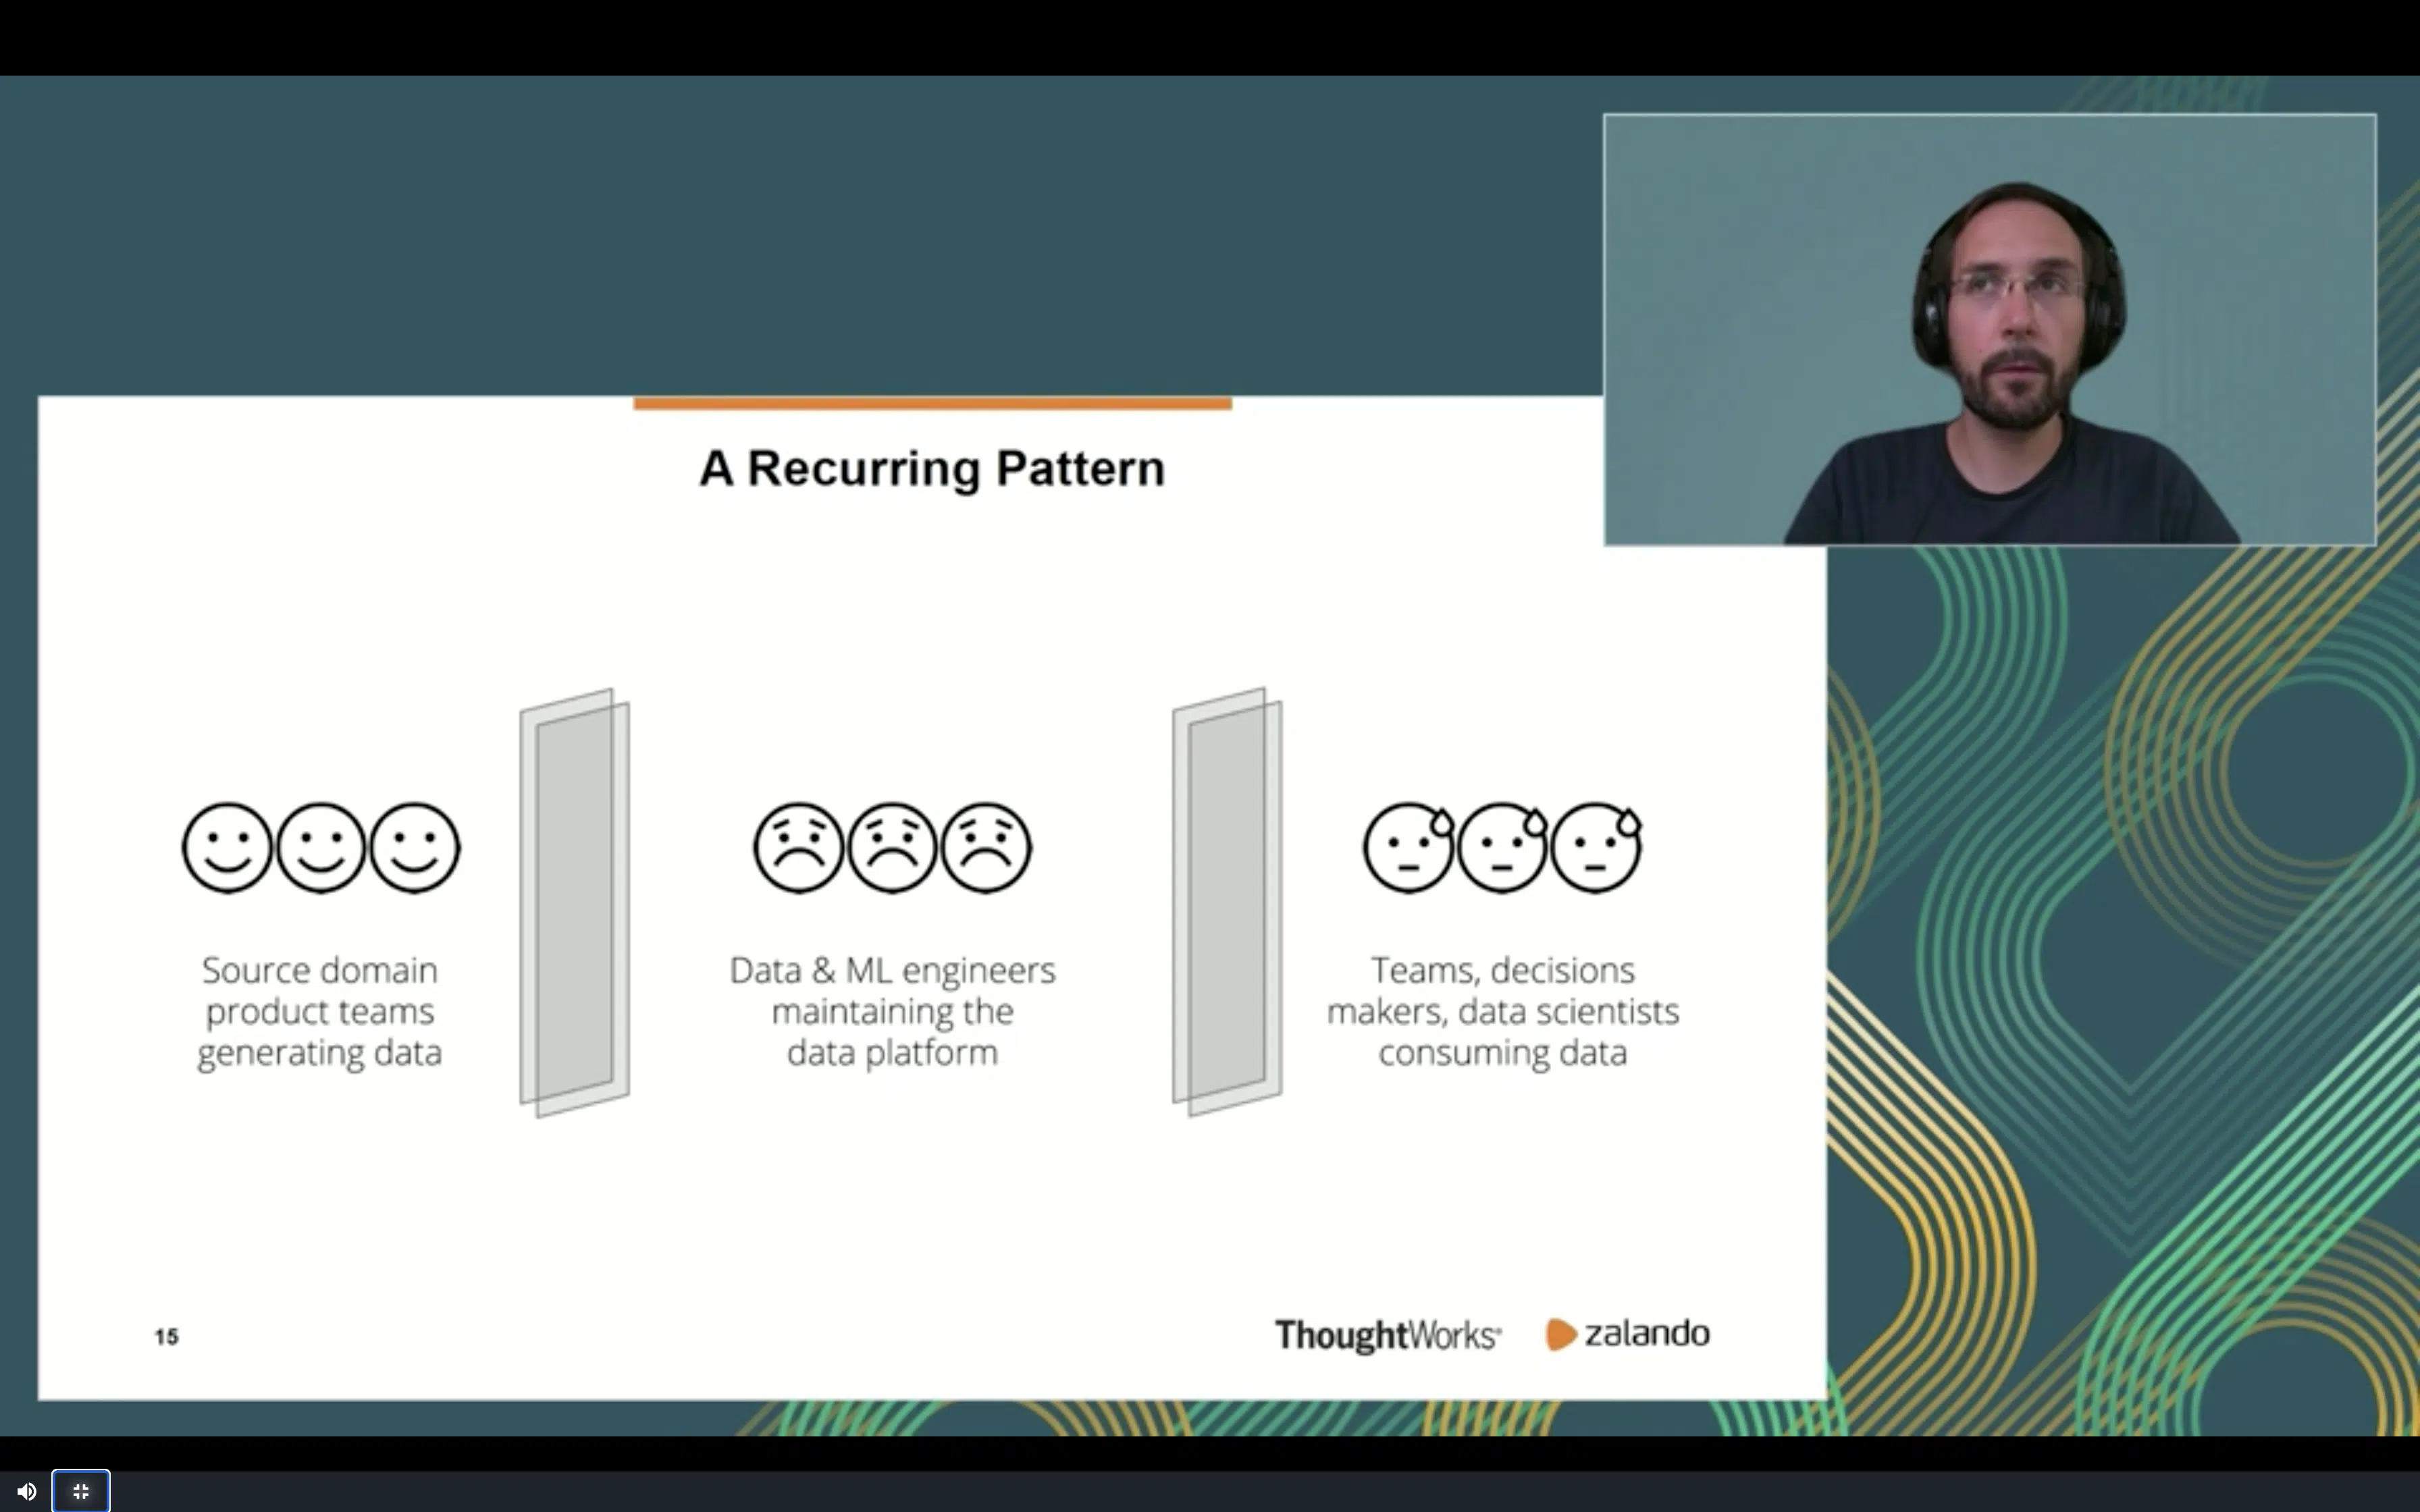 A Recurring Pattern
Source domain
product teams
generating data
Data & ML engineers
maintaining the
data platform
Teams, decisions
makers, data scientists
consuming data
15
ThoughtWorks
zalando